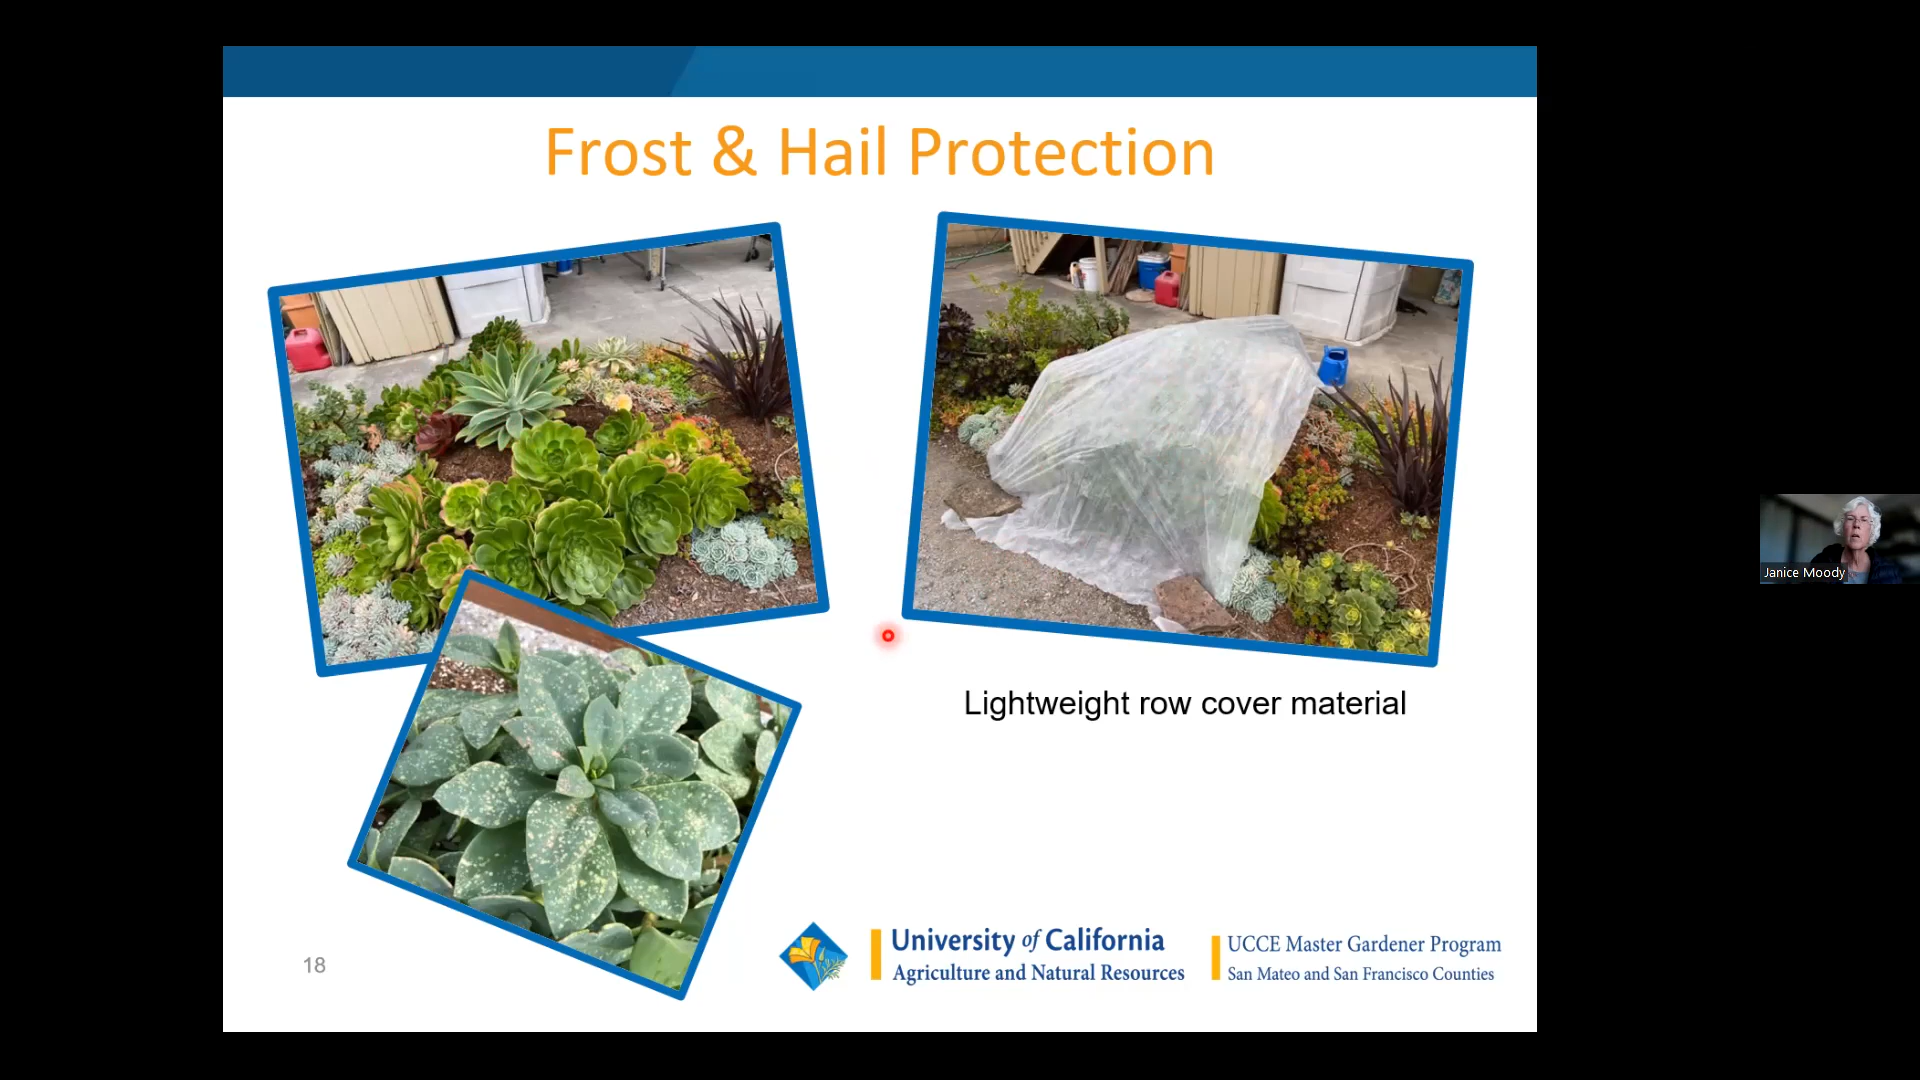 Frost & Hail Protection
Lightweight row cover material
Janice Moody
18
University of California
Agriculture and Natural Resources
UCCE Master Gardener Program
San Mateo and San Francisco Counties